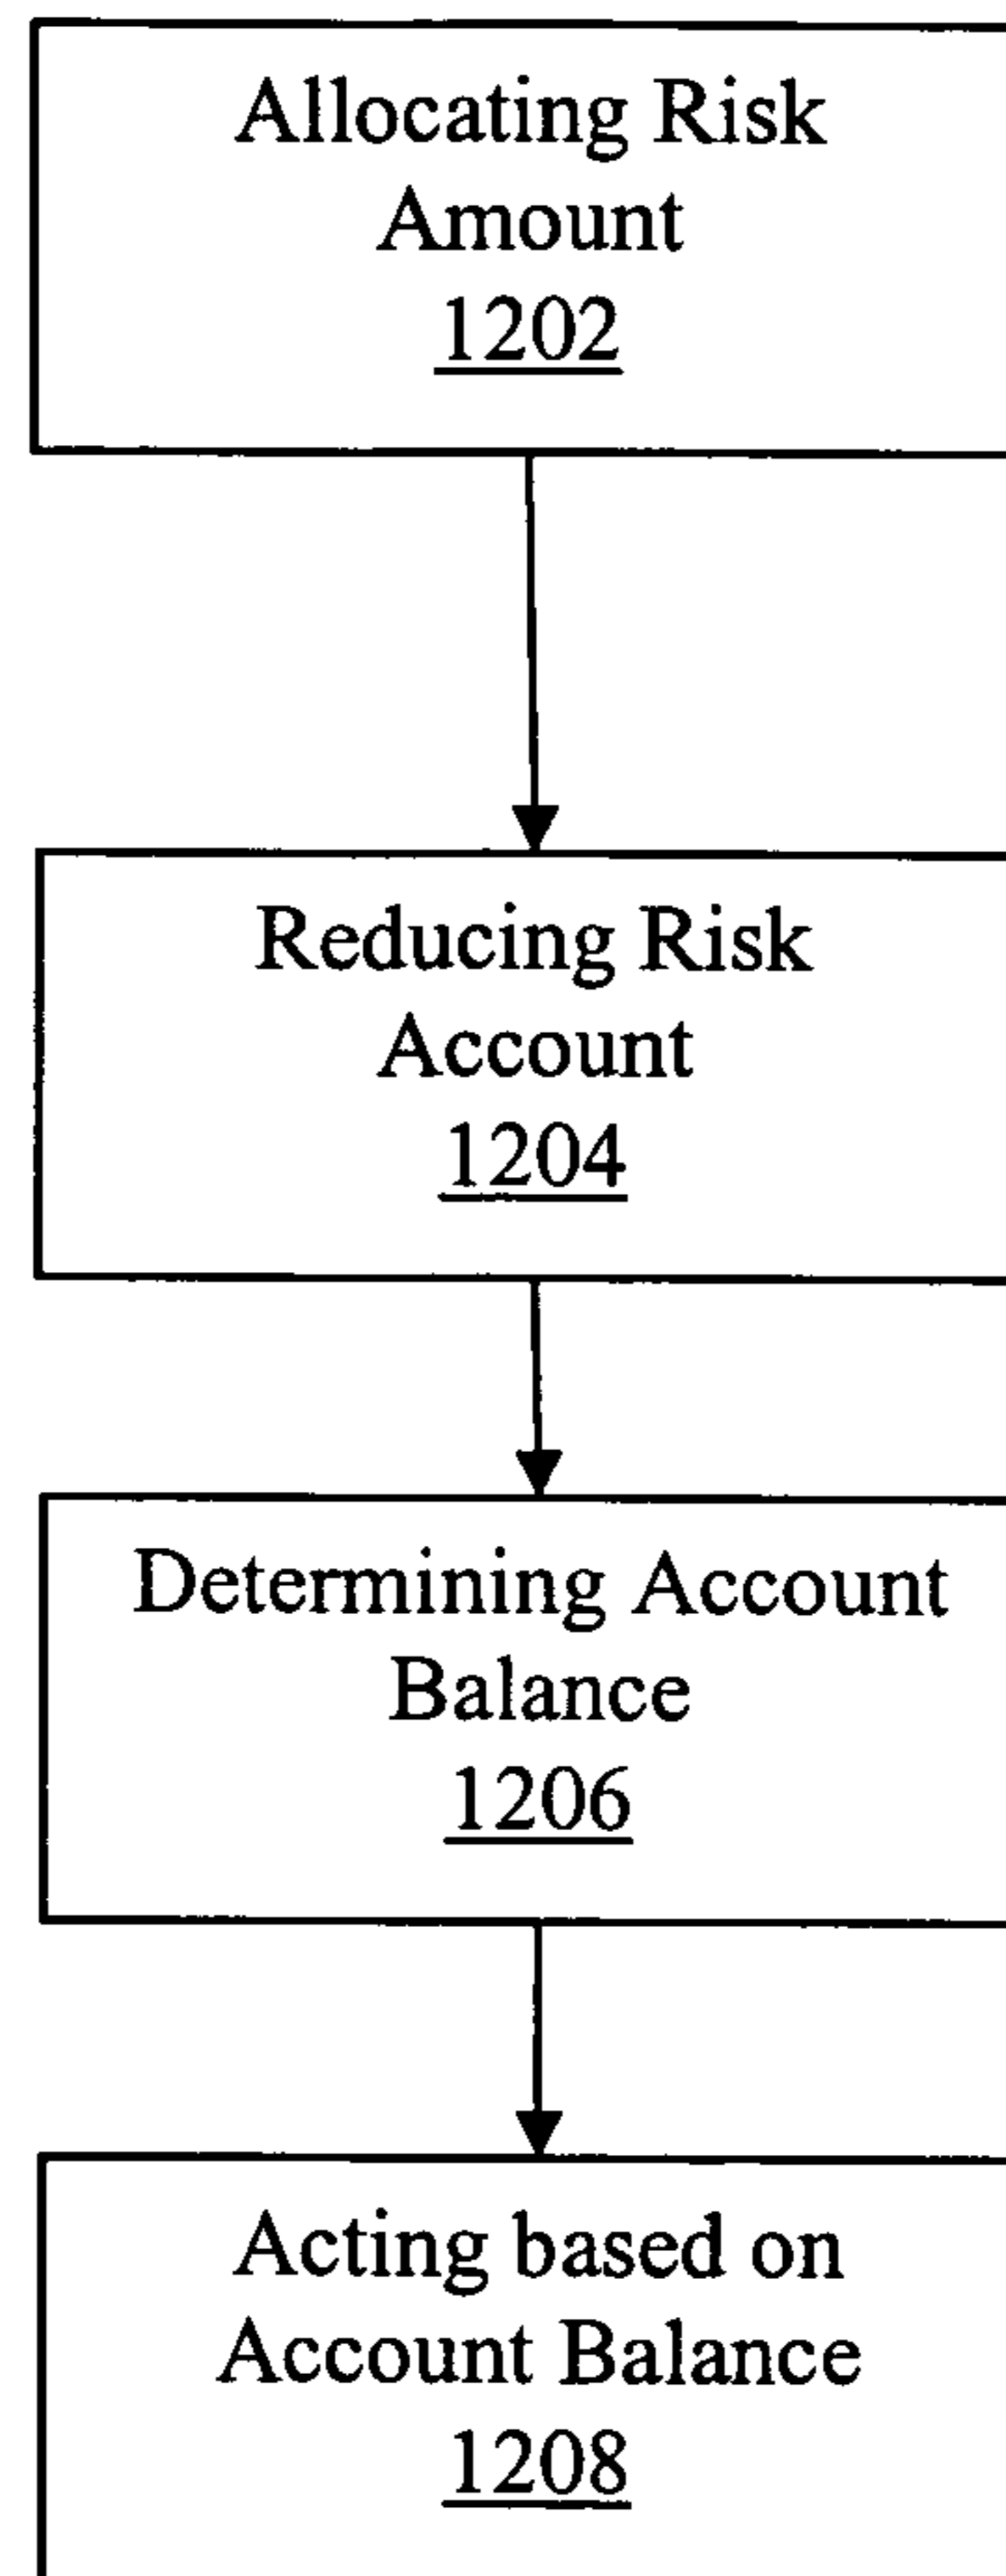 Allocating Risk
Amount
1202
Reducing Risk
Account
1204
Determining Account
Balance
1206
Acting based on
Account Balance
1208